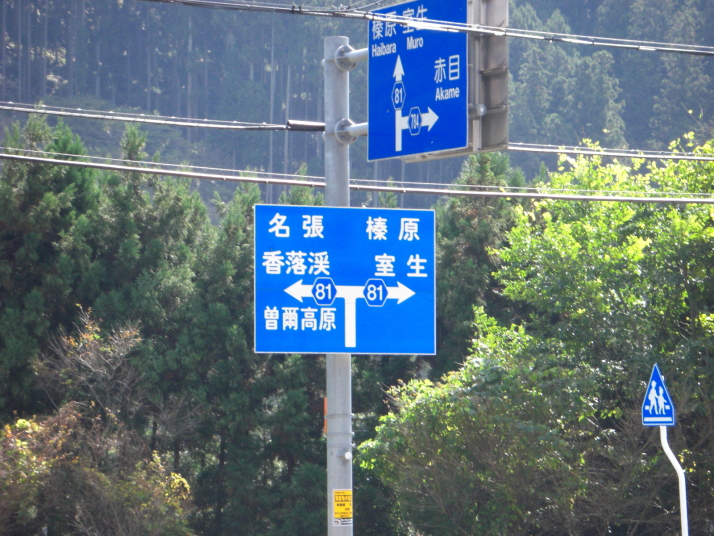 榛原 室生
Haibara Muro
赤目
Akame
81
784
名張 榛原
香落渓 室生
81 81
曽爾高原